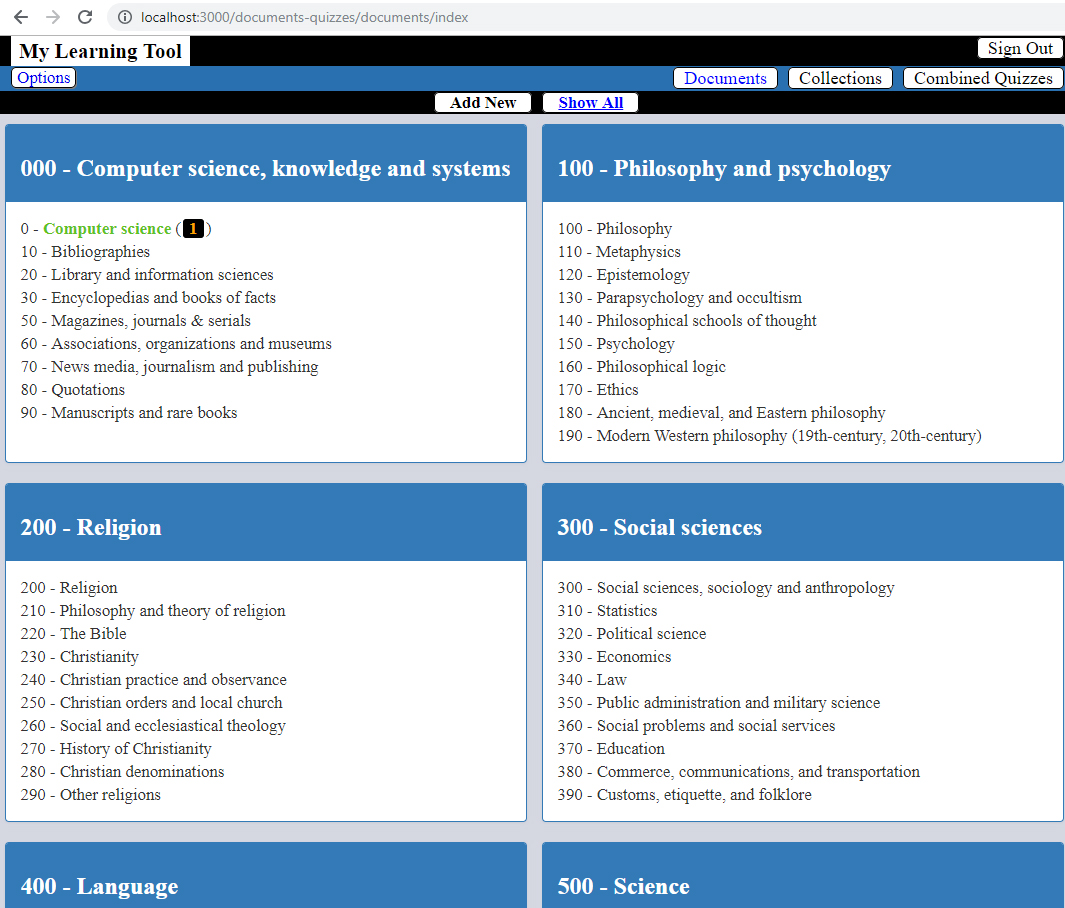 localhost:3000/documents-quizzes/documents/index
My Learning Tool
Sign Out
Options
Documents
Collections
Combined Quizzes
Add New
Show All
000 - Computer science, knowledge and systems
0 - Computer science ( 1 )
10 - Bibliographies
20 - Library and information sciences
30 - Encyclopedias and books of facts
50 - Magazines, journals & serials
60 - Associations, organizations and museums
70 - News media, journalism and publishing
80 - Quotations
90 - Manuscripts and rare books
100 - Philosophy and psychology
100 - Philosophy
110 - Metaphysics
120 - Epistemology
130 - Parapsychology and occultism
140 - Philosophical schools of thought
150 - Psychology
160 - Philosophical logic
170 - Ethics
180 - Ancient, medieval, and Eastern philosophy
190 - Modern Western philosophy (19th-century, 20th-century)
200 - Religion
200 - Religion
210 - Philosophy and theory of religion
220 - The Bible
230 - Christianity
240 - Christian practice and observance
250 - Christian orders and local church
260 - Social and ecclesiastical theology
270 - History of Christianity
280 - Christian denominations
290 - Other religions
300 - Social sciences
300 - Social sciences, sociology and anthropology
310 - Statistics
320 - Political science
330 - Economics
340 - Law
350 - Public administration and military science
360 - Social problems and social services
370 - Education
380 - Commerce, communications, and transportation
390 - Customs, etiquette, and folklore
400 - Language
500 - Science